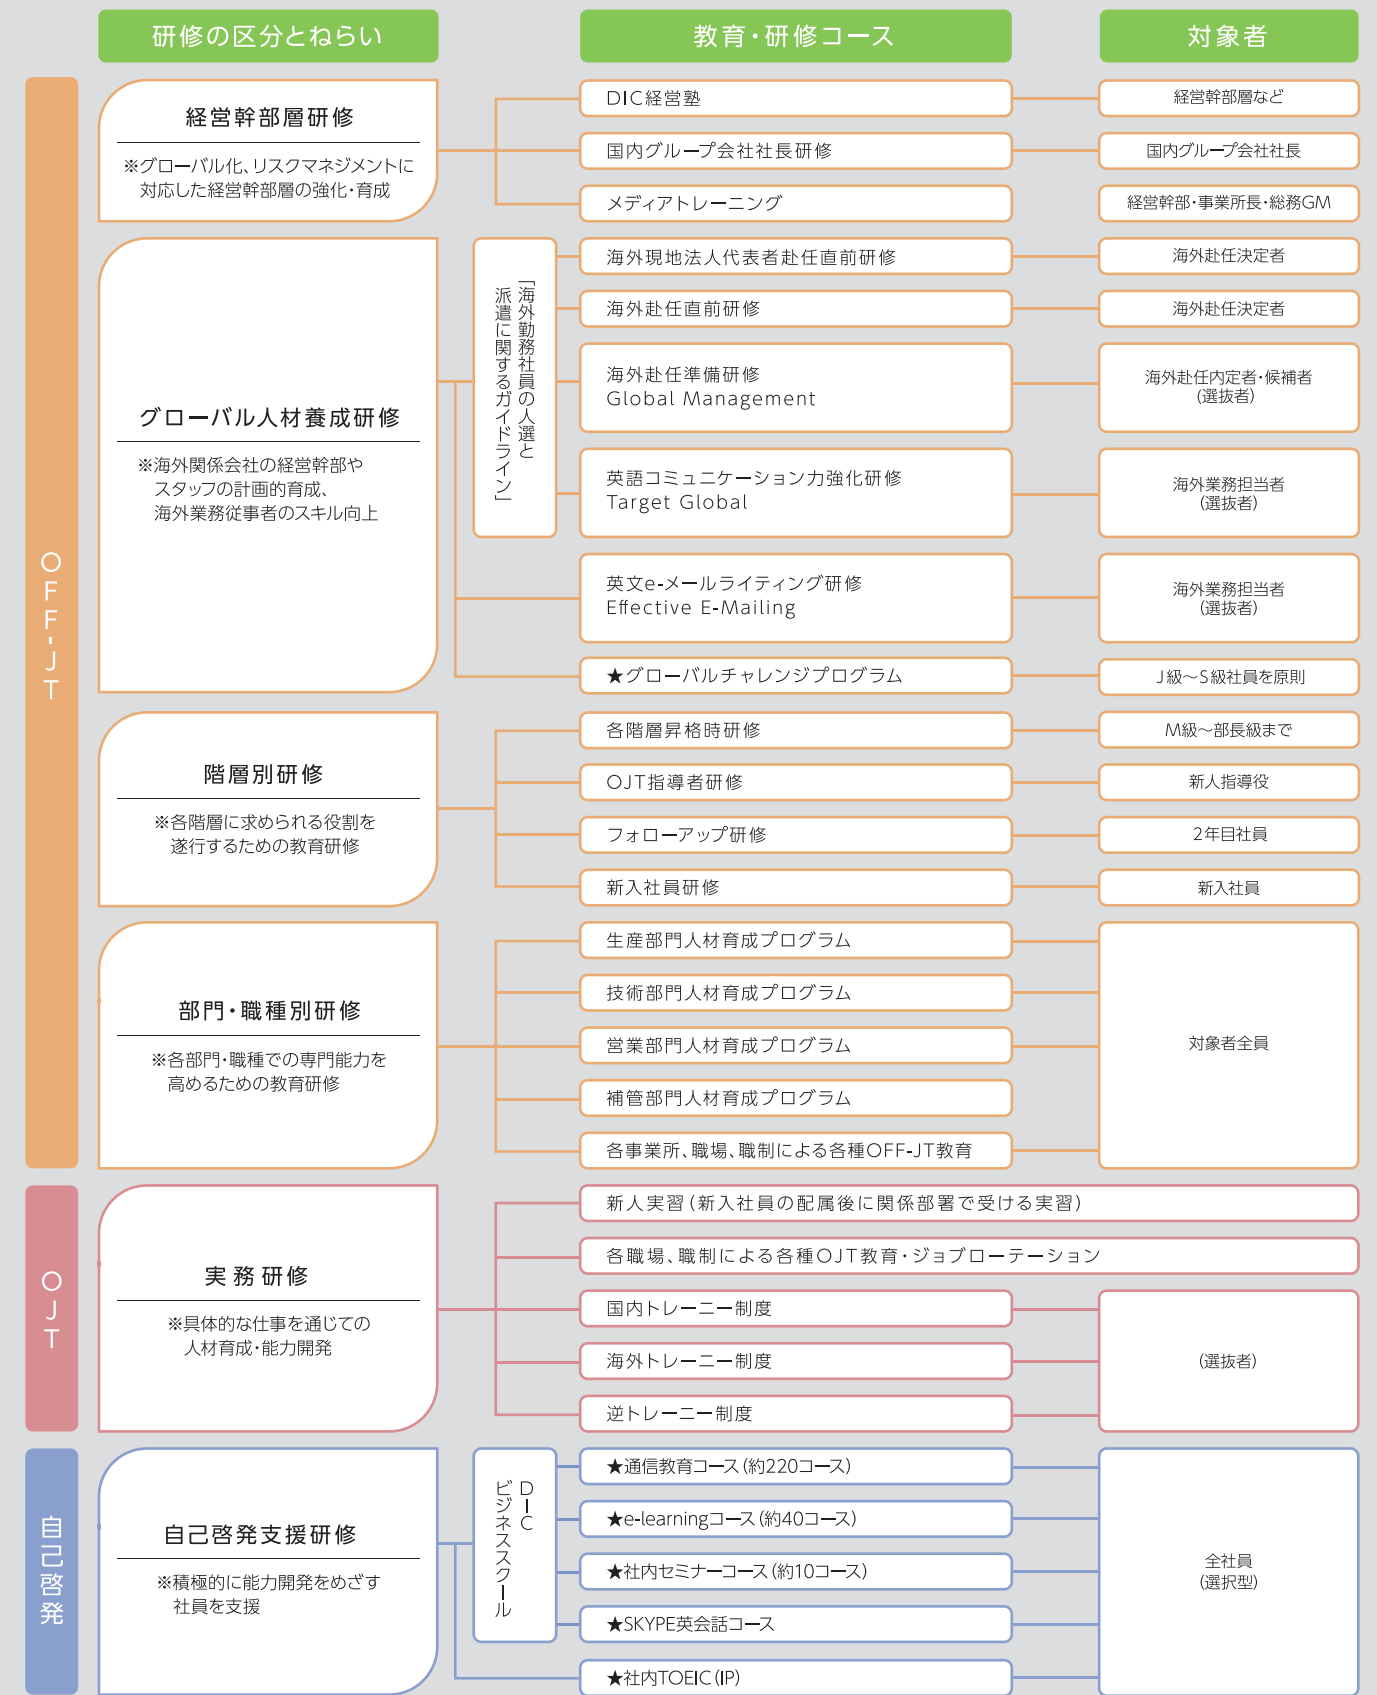 研修の区分とねらい
教育・研修コース
対象者
OFF-JT
経営幹部層研修
※グローバル化、リスクマネジメントに
対応した経営幹部層の強化・育成
DIC経営塾
経営幹部層など
国内グループ会社社長研修
国内グループ会社社長
メディアトレーニング
経営幹部・事業所長・総務GM
グローバル人材養成研修
※海外関係会社の経営幹部や
スタッフの計画的育成、
海外業務従事者のスキル向上
「海外勤務社員の人選と
派遣に関するガイドライン」
海外現地法人代表者赴任直前研修
海外赴任決定者
海外赴任直前研修
海外赴任決定者
海外赴任準備研修
Global Management
海外赴任内定者・候補者
(選抜者)
英語コミュニケーション力強化研修
Target Global
海外業務担当者
(選抜者)
英文e-メールライティング研修
Effective E-Mailing
海外業務担当者
(選抜者)
★グローバルチャレンジプログラム
J級～S級社員を原則
階層別研修
※各階層に求められる役割を
遂行するための教育研修
各階層昇格時研修
M級～部長級まで
OJT指導者研修
新人指導役
フォローアップ研修
2年目社員
新入社員研修
新入社員
部門・職種別研修
※各部門・職種での専門能力を
高めるための教育研修
生産部門人材育成プログラム
技術部門人材育成プログラム
営業部門人材育成プログラム
補管部門人材育成プログラム
各事業所、職場、職制による各種OFF-JT教育
対象者全員
OJT
実務研修
※具体的な仕事を通じての
人材育成・能力開発
新人実習(新入社員の配属後に関係部署で受ける実習)
各職場、職制による各種OJT教育・ジョブローテーション
国内トレーニー制度
海外トレーニー制度
逆トレーニー制度
(選抜者)
自己啓発
自己啓発支援研修
※積極的に能力開発をめざす
社員を支援
DIC
ビジネススクール
★通信教育コース(約220コース)
★e-learningコース(約40コース)
★社内セミナーコース(約10コース)
★SKYPE英会話コース
★社内TOEIC(IP)
全社員
(選択型)